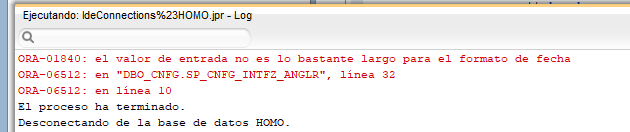 Ejecutando: IdeConnections%23HOMO.jpr - Log
ORA-01840: el valor de entrada no es lo bastante largo para el formato de fecha
ORA-06512: en "DBO_CNFG.SP_CNFG_INTFZ_ANGLR", línea 32
ORA-06512: en línea 10
El proceso ha terminado.
Desconectando de la base de datos HOMO.